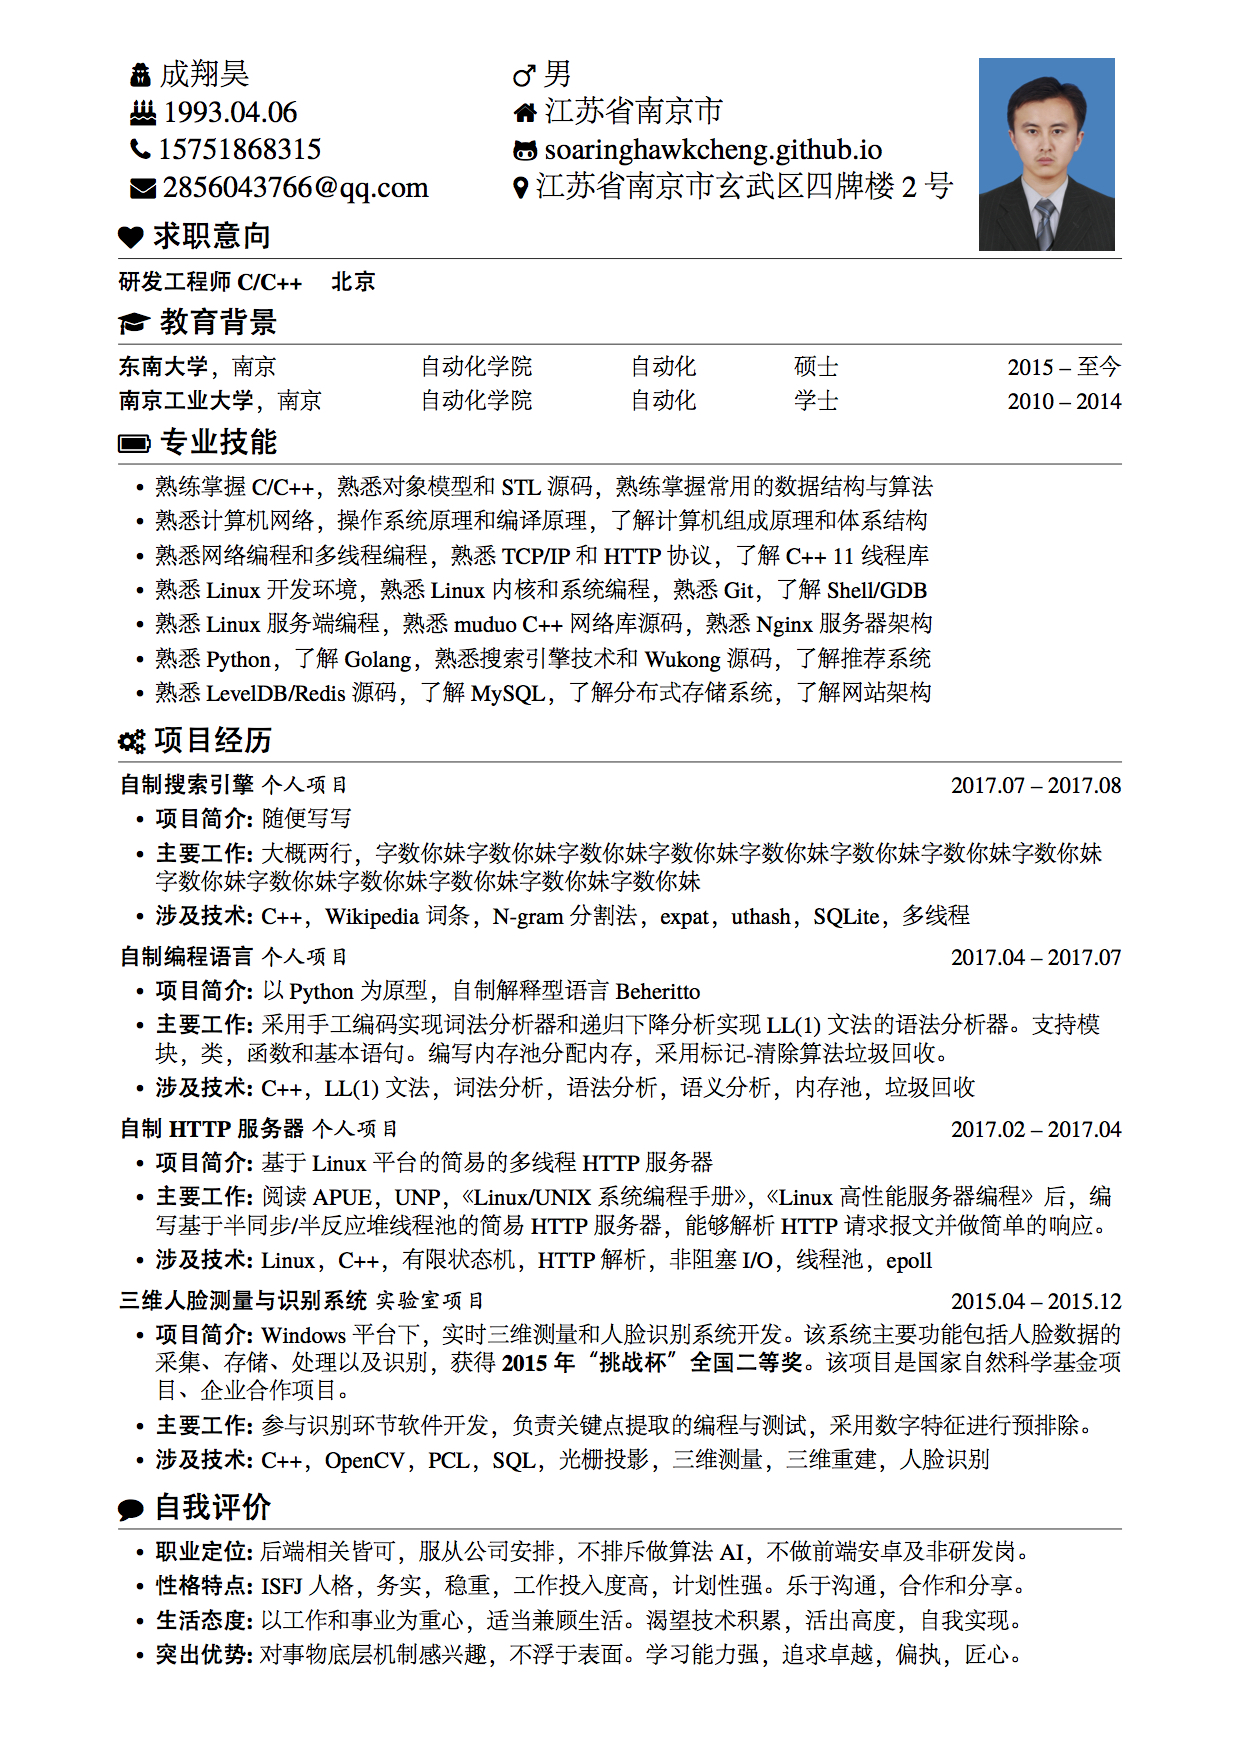 成翔昊 男
1993.04.06 江苏省南京市
15751868315 soaringhawkcheng.github.io
2856043766@qq.com 江苏省南京市玄武区四牌楼 2 号
求职意向
研发工程师 C/C++ 北京
教育背景
东南大学，南京 自动化学院 自动化 硕士 2015 – 至今
南京工业大学，南京 自动化学院 自动化 学士 2010 – 2014
专业技能
• 熟练掌握 C/C++，熟悉对象模型和 STL 源码，熟练掌握常用的数据结构与算法
• 熟悉计算机网络，操作系统原理和编译原理，了解计算机组成原理和体系结构
• 熟悉网络编程和多线程编程，熟悉 TCP/IP 和 HTTP 协议，了解 C++ 11 线程库
• 熟悉 Linux 开发环境，熟悉 Linux 内核和系统编程，熟悉 Git，了解 Shell/GDB
• 熟悉 Linux 服务端编程，熟悉 muduo C++ 网络库源码，熟悉 Nginx 服务器架构
• 熟悉 Python，了解 Golang，熟悉搜索引擎技术和 Wukong 源码，了解推荐系统
• 熟悉 LevelDB/Redis 源码，了解 MySQL，了解分布式存储系统，了解网站架构
项目经历
自制搜索引擎 个人项目 2017.07 – 2017.08
• 项目简介: 随便写写
• 主要工作: 大概两行，字数你妹字数你妹字数你妹字数你妹字数你妹字数你妹字数你妹字数你妹
字数你妹字数你妹字数你妹字数你妹字数你妹字数你妹
• 涉及技术: C++，Wikipedia 词条，N-gram 分割法，expat，uthash，SQLite，多线程
自制编程语言 个人项目 2017.04 – 2017.07
• 项目简介: 以 Python 为原型，自制解释型语言 Beheritto
• 主要工作: 采用手工编码实现词法分析器和递归下降分析实现 LL(1) 文法的语法分析器。支持模
块，类，函数和基本语句。编写内存池分配内存，采用标记-清除算法垃圾回收。
• 涉及技术: C++，LL(1) 文法，词法分析，语法分析，语义分析，内存池，垃圾回收
自制 HTTP 服务器 个人项目 2017.02 – 2017.04
• 项目简介: 基于 Linux 平台的简易的多线程 HTTP 服务器
• 主要工作: 阅读 APUE，UNP，《Linux/UNIX 系统编程手册》，《Linux 高性能服务器编程》后，编
写基于半同步/半反应堆线程池的简易 HTTP 服务器，能够解析 HTTP 请求报文并做简单的响应。
• 涉及技术: Linux，C++，有限状态机，HTTP 解析，非阻塞 I/O，线程池，epoll
三维人脸测量与识别系统 实验室项目 2015.04 – 2015.12
• 项目简介: Windows 平台下，实时三维测量和人脸识别系统开发。该系统主要功能包括人脸数据的
采集、存储、处理以及识别，获得 2015 年“挑战杯”全国二等奖。该项目是国家自然科学基金项
目、企业合作项目。
• 主要工作: 参与识别环节软件开发，负责关键点提取的编程与测试，采用数字特征进行预排除。
• 涉及技术: C++，OpenCV，PCL，SQL，光栅投影，三维测量，三维重建，人脸识别
自我评价
• 职业定位: 后端相关皆可，服从公司安排，不排斥做算法 AI，不做前端安卓及非研发岗。
• 性格特点: ISFJ 人格，务实，稳重，工作投入度高，计划性强。乐于沟通，合作和分享。
• 生活态度: 以工作和事业为重心，适当兼顾生活。渴望技术积累，活出高度，自我实现。
• 突出优势: 对事物底层机制感兴趣，不浮于表面。学习能力强，追求卓越，偏执，匠心。